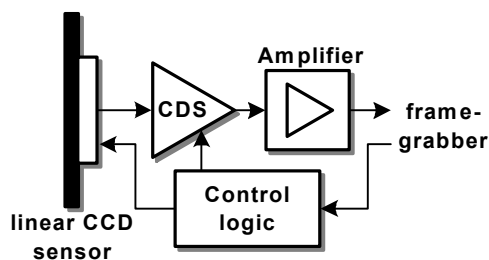 Amplifier
CDS
frame-
grabber
Control
logic
linear CCD
sensor